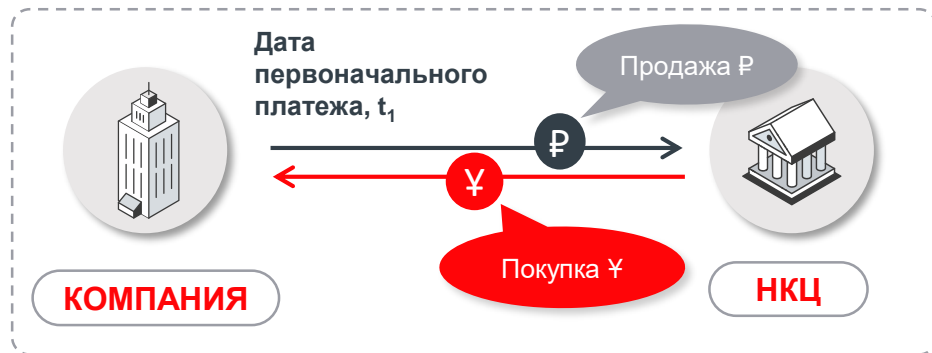 Дата
первоначального
платежа, t₁
Продажа ₽
₽
¥
Покупка ¥
КОМПАНИЯ
НКЦ